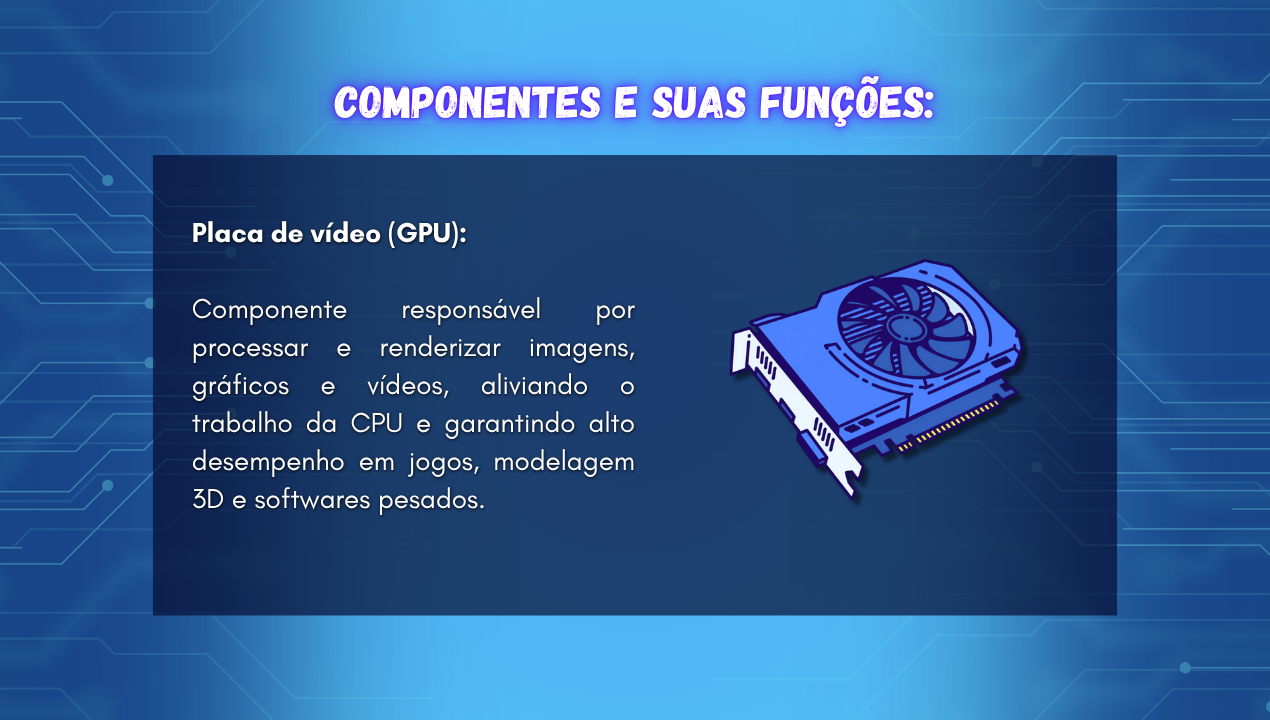 COMPONENTES E SUAS FUNÇÕES:
Placa de vídeo (GPU):
Componente responsável por
processar e renderizar imagens,
gráficos e vídeos, aliviando o
trabalho da CPU e garantindo alto
desempenho em jogos, modelagem
3D e softwares pesados.